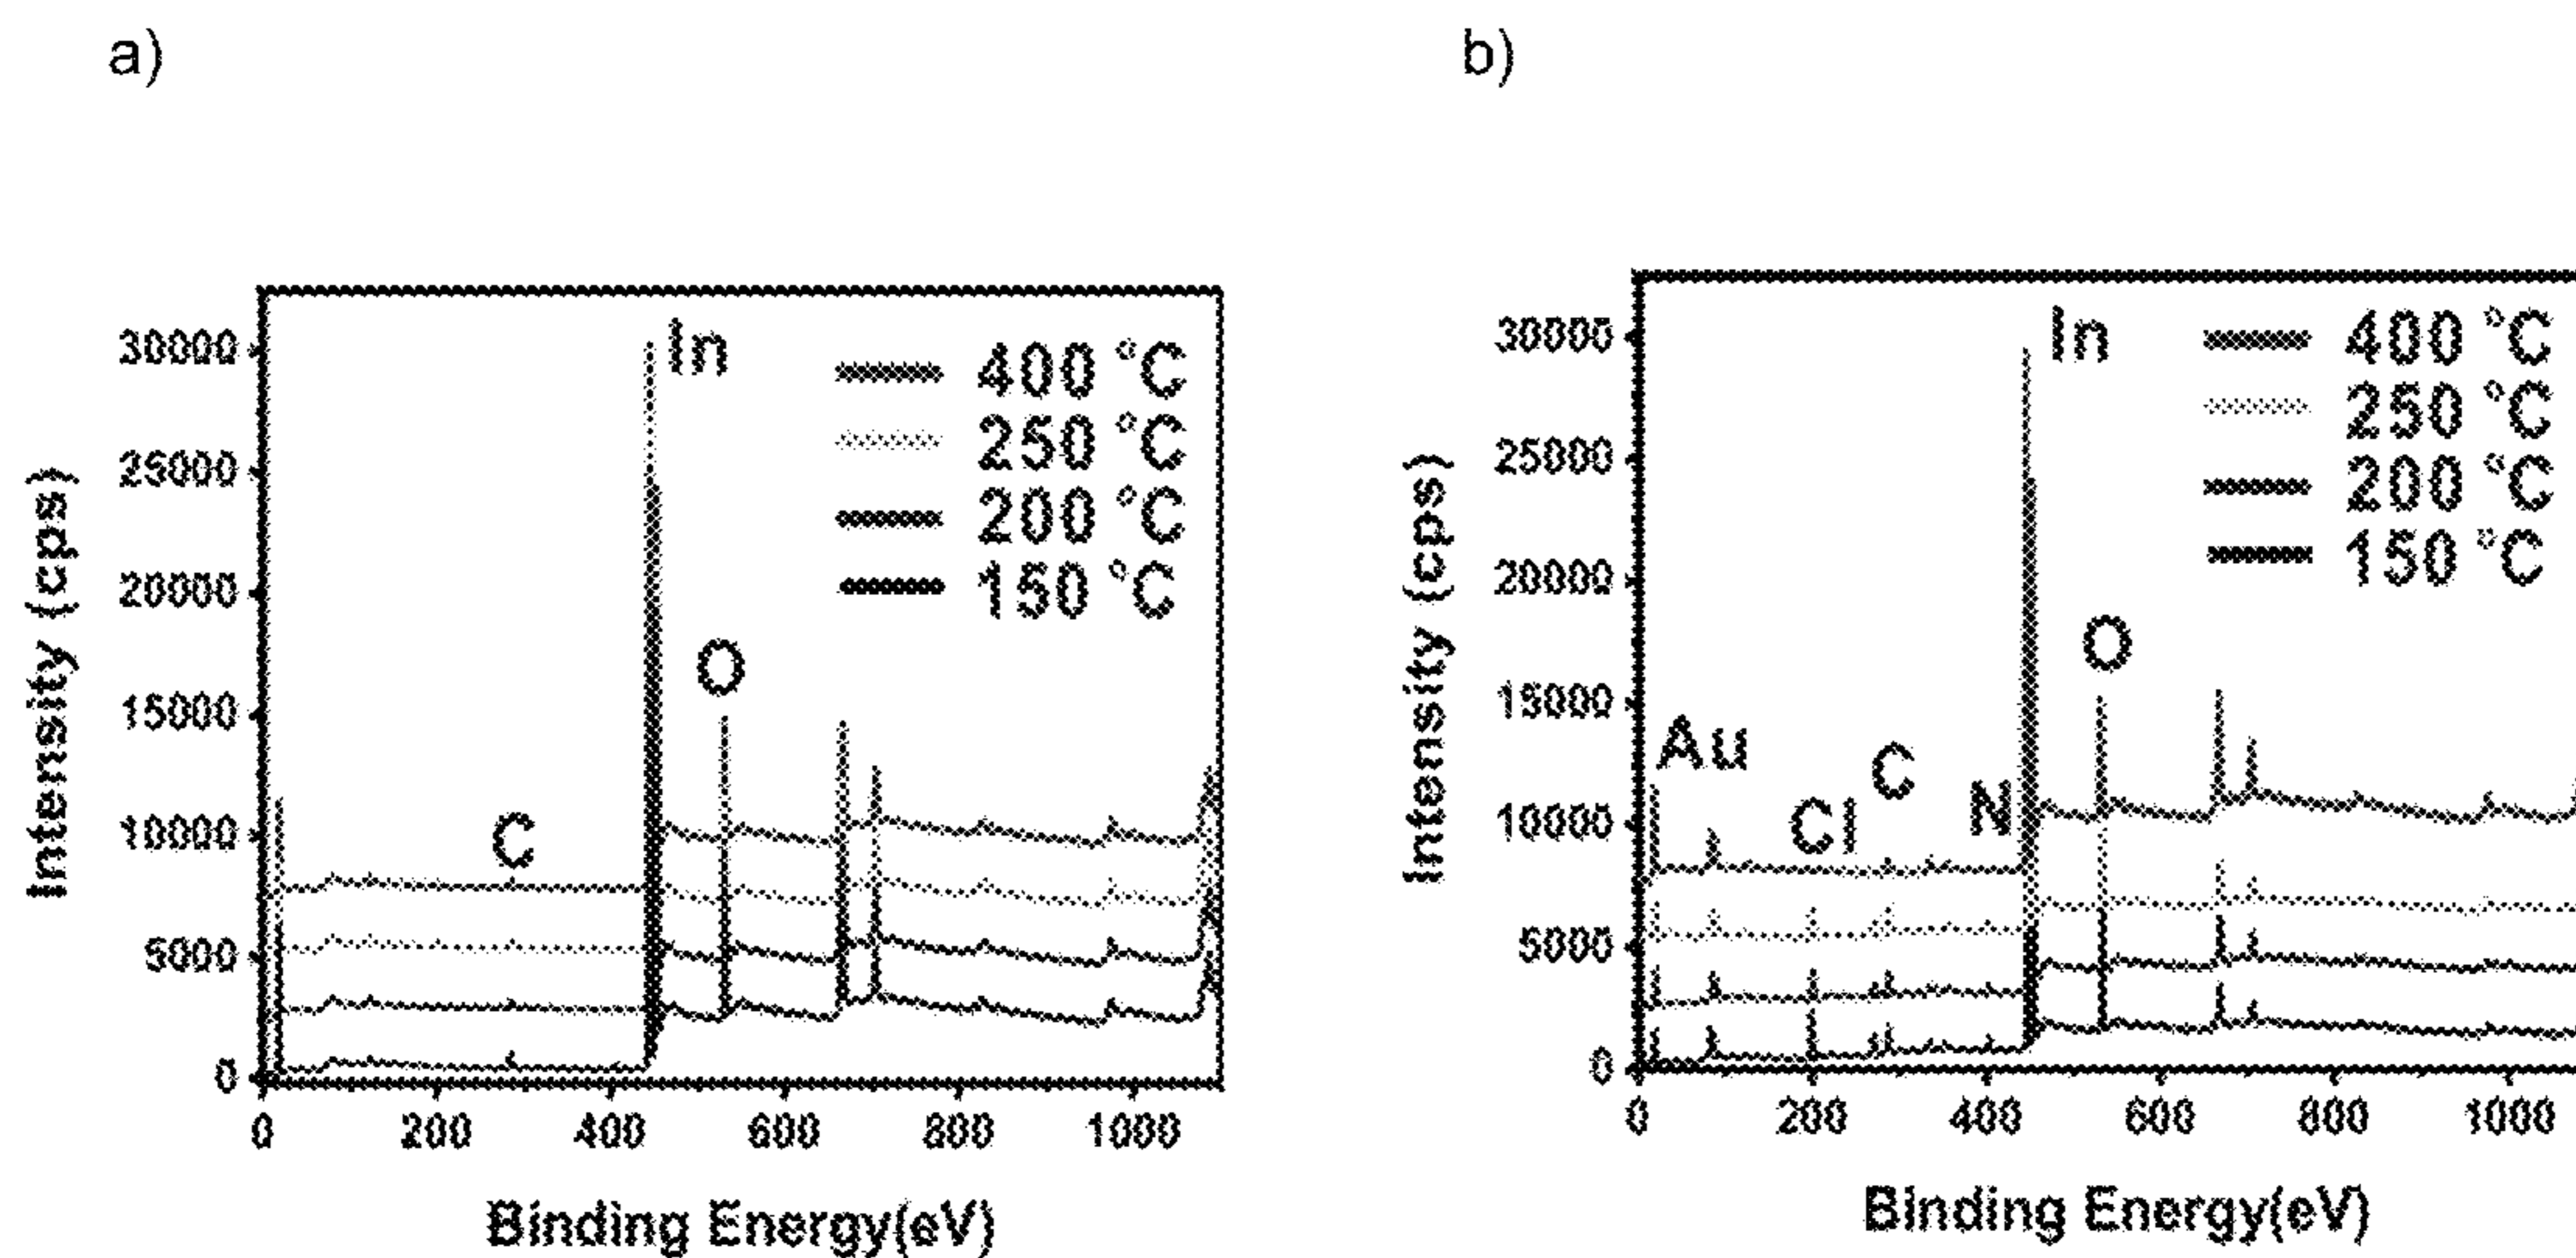 a)
In
400 °C
30000
250 °C
25000
200 °C
20000
150 °C
O
15000
C
10000
5000
0
0 200 400 600 800 1000
Intensity (cps)
Binding Energy(eV)
b)
In
400 °C
30000
250 °C
25000
200 °C
20000
150 °C
O
15000
Au
C
Cl
N
10000
5000
0
0 200 400 600 800 1000
Intensity (cps)
Binding Energy(eV)